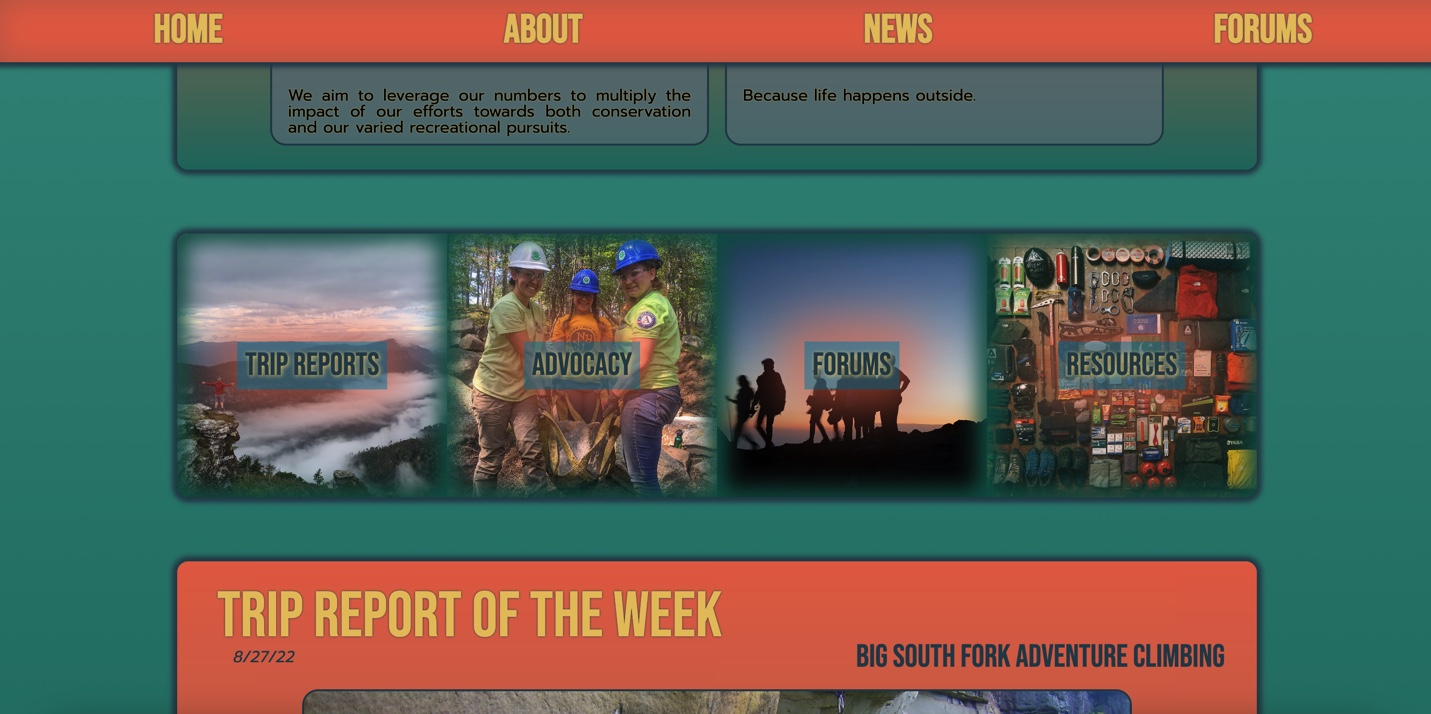 HOME ABOUT NEWS FORUMS
We aim to leverage our numbers to multiply the
impact of our efforts towards both conservation
and our varied recreational pursuits.
Because life happens outside.
TRIP REPORTS
ADVOCACY
FORUMS
RESOURCES
TRIP REPORT OF THE WEEK
8/27/22
BIG SOUTH FORK ADVENTURE CLIMBING